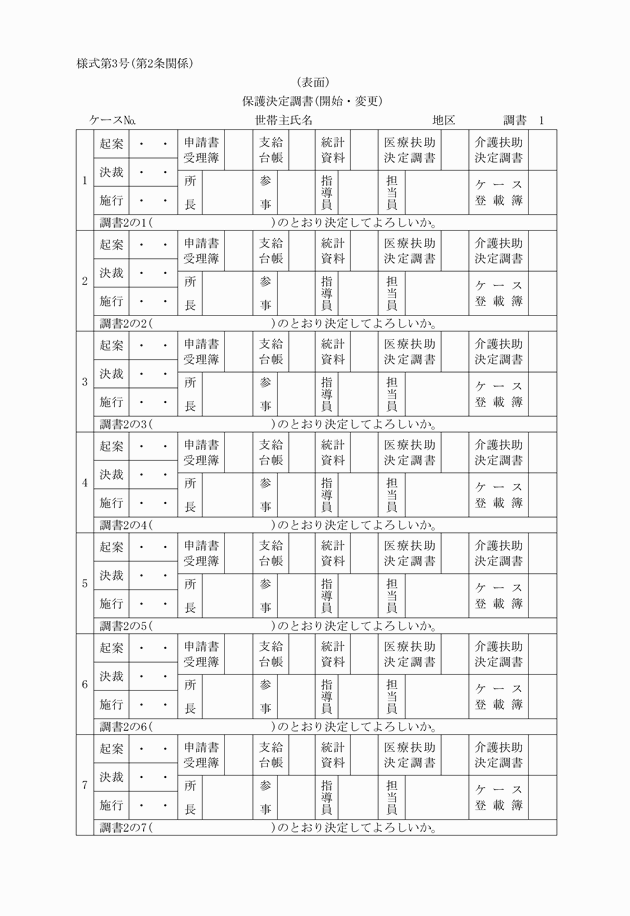 様式第3号(第2条関係)
(表面)
保護決定調書(開始・変更)
ケース№ 世帯主氏名 地区 調書 1
1 起案 ・ ・ 申請書受理簿 支給台帳 統計資料 医療扶助決定調書 介護扶助決定調書
決裁 ・ ・ 所長 参事 指導員 担当員 ケース登載簿
施行 ・ ・
調書2の1( )のとおり決定してよろしいか。
2 起案 ・ ・ 申請書受理簿 支給台帳 統計資料 医療扶助決定調書 介護扶助決定調書
決裁 ・ ・ 所長 参事 指導員 担当員 ケース登載簿
施行 ・ ・
調書2の2( )のとおり決定してよろしいか。
3 起案 ・ ・ 申請書受理簿 支給台帳 統計資料 医療扶助決定調書 介護扶助決定調書
決裁 ・ ・ 所長 参事 指導員 担当員 ケース登載簿
施行 ・ ・
調書2の3( )のとおり決定してよろしいか。
4 起案 ・ ・ 申請書受理簿 支給台帳 統計資料 医療扶助決定調書 介護扶助決定調書
決裁 ・ ・ 所長 参事 指導員 担当員 ケース登載簿
施行 ・ ・
調書2の4( )のとおり決定してよろしいか。
5 起案 ・ ・ 申請書受理簿 支給台帳 統計資料 医療扶助決定調書 介護扶助決定調書
決裁 ・ ・ 所長 参事 指導員 担当員 ケース登載簿
施行 ・ ・
調書2の5( )のとおり決定してよろしいか。
6 起案 ・ ・ 申請書受理簿 支給台帳 統計資料 医療扶助決定調書 介護扶助決定調書
決裁 ・ ・ 所長 参事 指導員 担当員 ケース登載簿
施行 ・ ・
調書2の6( )のとおり決定してよろしいか。
7 起案 ・ ・ 申請書受理簿 支給台帳 統計資料 医療扶助決定調書 介護扶助決定調書
決裁 ・ ・ 所長 参事 指導員 担当員 ケース登載簿
施行 ・ ・
調書2の7( )のとおり決定してよろしいか。